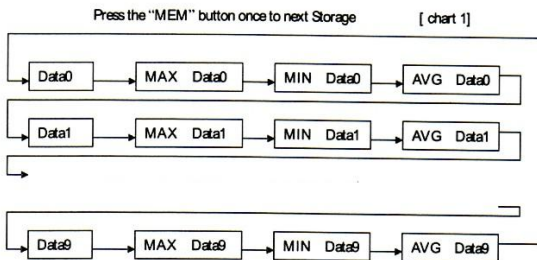 Press the “MEM” button once to next Storage [ chart 1]
Data0 MAX Data0 MIN Data0 AVG Data0
Data1 MAX Data1 MIN Data1 AVG Data1
Data9 MAX Data9 MIN Data9 AVG Data9